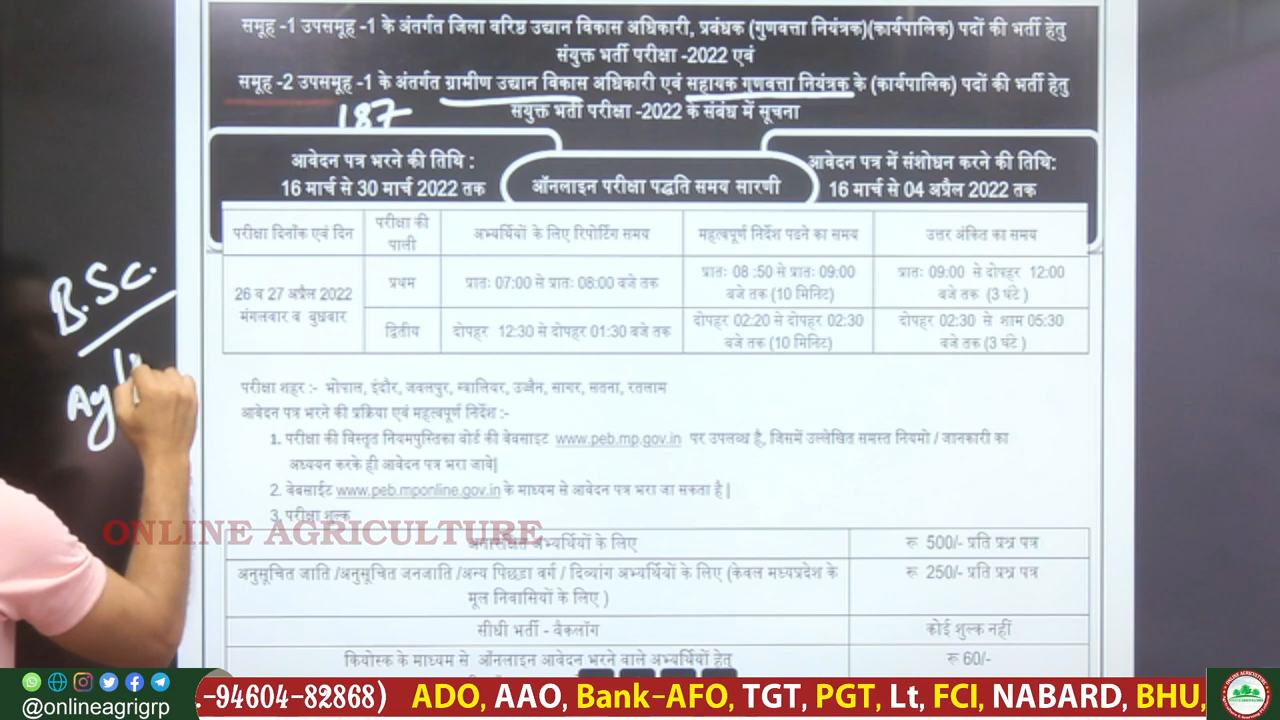 समूह -1 उपसमूह -1 के अंतर्गत जिला वरिष्ठ उद्यान विकास अधिकारी, प्रबंधक (गुणवत्ता नियंत्रक)(कार्यपालिक) पदों की भर्ती हेतु
संयुक्त भर्ती परीक्षा -2022 एवं
समूह -2 उपसमूह -1 के अंतर्गत ग्रामीण उद्यान विकास अधिकारी एवं सहायक गुणवत्ता नियंत्रक के (कार्यपालिक) पदों की भर्ती हेतु
187
संयुक्त भर्ती परीक्षा -2022 के संबंध में सूचना
आवेदन पत्र भरने की तिथि :
16 मार्च से 30 मार्च 2022 तक
ऑनलाइन परीक्षा पद्धति समय सारणी
आवेदन पत्र में संशोधन करने की तिथि:
16 मार्च से 04 अप्रैल 2022 तक
परीक्षा दिनाँक एवं दिन
परीक्षा की
पाली
अभ्यर्थियों के लिए रिपोर्टिंग समय
महत्वपूर्ण निर्देश पढने का समय
उत्तर अंकित का समय
26 व 27 अप्रैल 2022
मंगलवार व बुधवार
प्रथम
प्रातः 07:00 से प्रातः 08:00 बजे तक
प्रातः 08 :50 से प्रातः 09:00
बजे तक (10 मिनिट)
प्रातः 09:00 से दोपहर 12:00
बजे तक (3 घंटे )
द्वितीय
दोपहर 12:30 से दोपहर 01:30 बजे तक
दोपहर 02:20 से दोपहर 02:30
बजे तक (10 मिनिट)
दोपहर 02:30 से शाम 05:30
बजे तक (3 घंटे )
B.Sc.
परीक्षा शहर :- भोपाल, इंदौर, जबलपुर, ग्वालियर, उज्जैन, सागर, सतना, रतलाम
आवेदन पत्र भरने की प्रक्रिया एवं महत्वपूर्ण निर्देश :-
1. परीक्षा की विस्तृत नियमपुस्तिका बोर्ड की बेवसाइट www.peb.mp.gov.in पर उपलब्ध है, जिसमें उल्लेखित समस्त नियमो / जानकारी का
अध्ययन करके ही आवेदन पत्र भरा जावे|
2. बेवसाईट www.peb.mponline.gov.in के माध्यम से आवेदन पत्र भरा जा सकता है |
3. परीक्षा शुल्क
ONLINE AGRICULTURE
अनारक्षित अभ्यर्थियों के लिए
रू 500/- प्रति प्रश्न पत्र
अनुसूचित जाति /अनुसूचित जनजाति /अन्य पिछड़ा वर्ग / दिव्यांग अभ्यर्थियों के लिए (केवल मध्यप्रदेश के
मूल निवासियों के लिए )
रू 250/- प्रति प्रश्न पत्र
सीधी भर्ती - बैकलॉग
कोई शुल्क नहीं
कियोस्क के माध्यम से ऑनलाइन आवेदन भरने वाले अभ्यर्थियों हेतु
रू 60/-
@onlineagrigrp
.-94604-82868) ADO, AAO, Bank-AFO, TGT, PGT, Lt, FCI, NABARD, BHU,